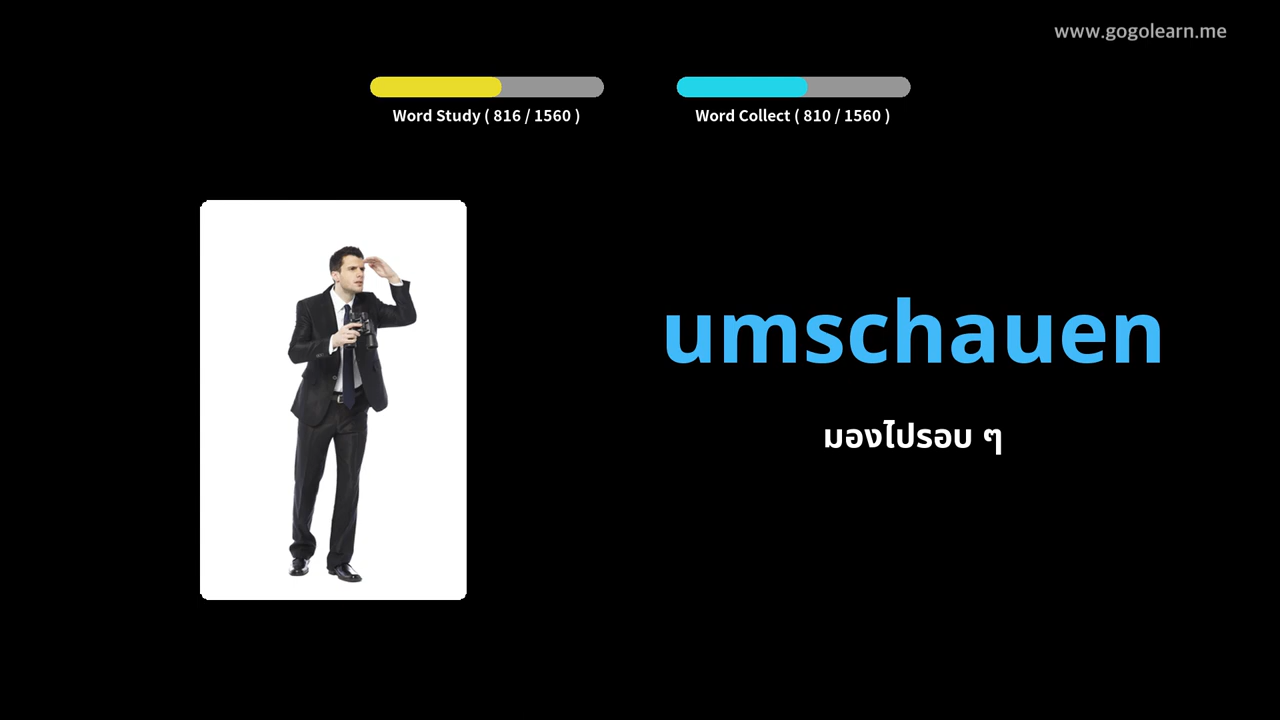 www.gogolearn.me
Word Study ( 816 / 1560 )
Word Collect ( 810 / 1560 )
umschauen
มองไปรอบ ๆ